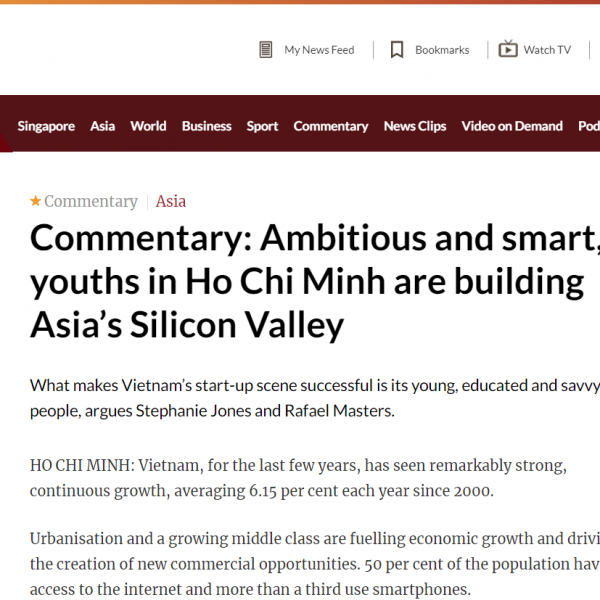 My News Feed
Bookmarks
Watch TV
Singapore Asia World Business Sport Commentary News Clips Video on Demand Pod
Commentary Asia
Commentary: Ambitious and smart,
youths in Ho Chi Minh are building
Asia’s Silicon Valley
What makes Vietnam’s start-up scene successful is its young, educated and savvy
people, argues Stephanie Jones and Rafael Masters.
HO CHI MINH: Vietnam, for the last few years, has seen remarkably strong,
continuous growth, averaging 6.15 per cent each year since 2000.
Urbanisation and a growing middle class are fuelling economic growth and drivi
the creation of new commercial opportunities. 50 per cent of the population hav
access to the internet and more than a third use smartphones.